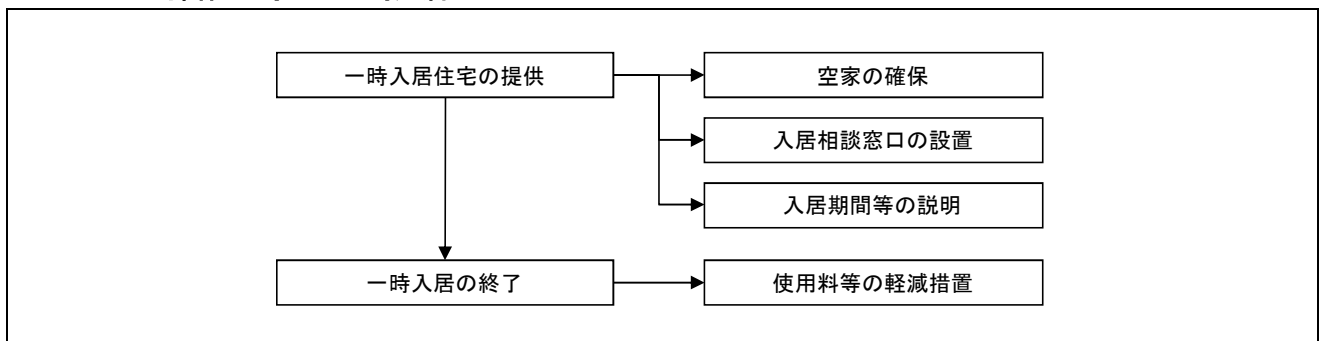 一時入居住宅の提供
空家の確保
入居相談窓口の設置
入居期間等の説明
一時入居の終了
使用料等の軽減措置